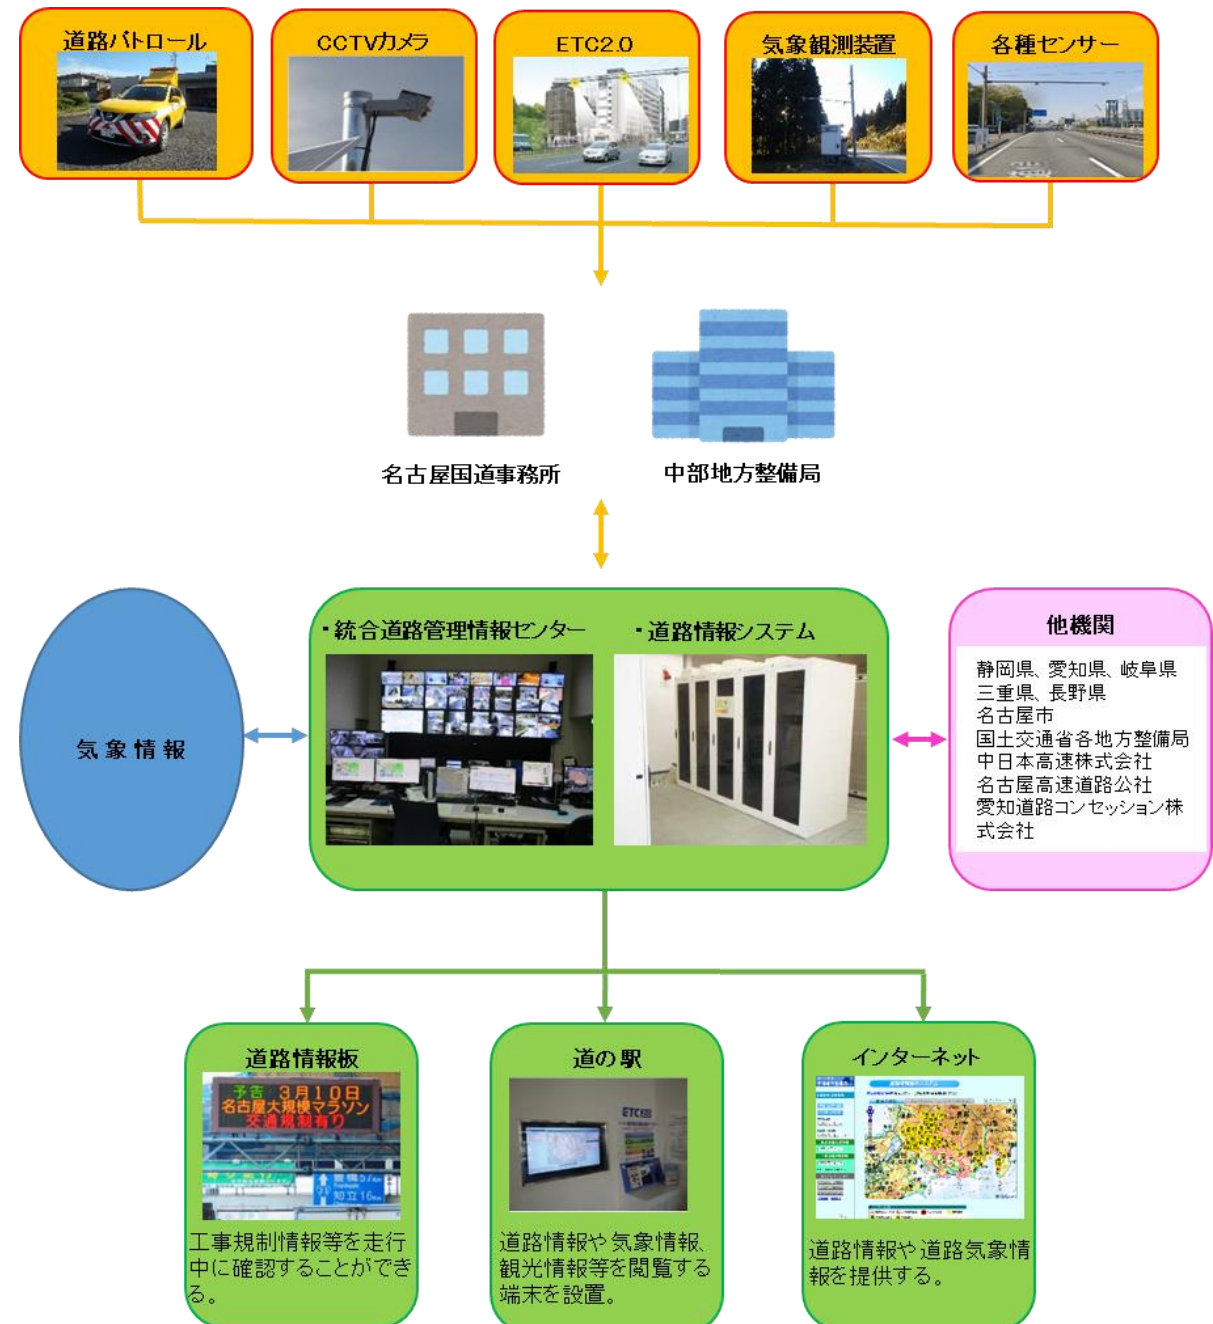 道路パトロール
CCTVカメラ
ETC2.0
気象観測装置
各種センサー
名古屋国道事務所
中部地方整備局
気象情報
・統合道路管理情報センター
・道路情報システム
他機関
静岡県、愛知県、岐阜県
三重県、長野県
名古屋市
国土交通省各地方整備局
中日本高速株式会社
名古屋高速道路公社
愛知道路コンセッション株
式会社
道路情報板
予告 3月10日
名古屋大規模マラソン
交通規制有り
豊橋 57Km
知立 16Km
工事規制情報等を走行
中に確認することができ
る。
道の駅
ETC2.0
道路情報や気象情報、
観光情報等を閲覧する
端末を設置。
インターネット
道路情報や道路気象情
報を提供する。